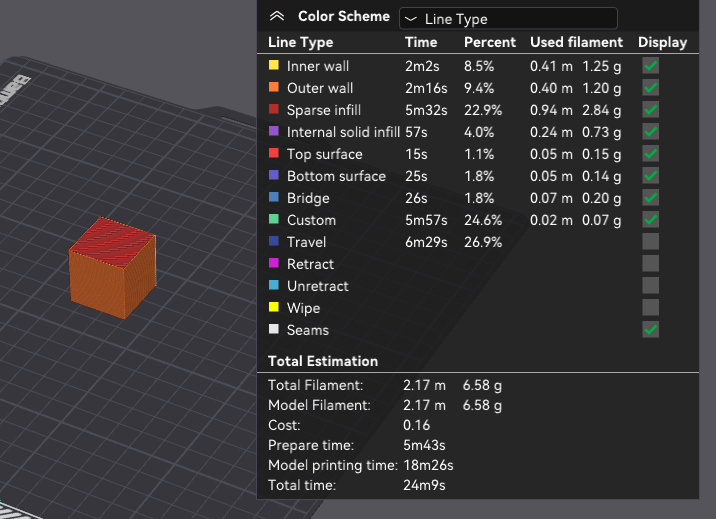 Color Scheme Line Type
Line Type Time Percent Used filament Display
Inner wall 2m2s 8.5% 0.41 m 1.25 g
Outer wall 2m16s 9.4% 0.40 m 1.20 g
Sparse infill 5m32s 22.9% 0.94 m 2.84 g
Internal solid infill 57s 4.0% 0.24 m 0.73 g
Top surface 15s 1.1% 0.05 m 0.15 g
Bottom surface 25s 1.8% 0.05 m 0.14 g
Bridge 26s 1.8% 0.07 m 0.20 g
Custom 5m57s 24.6% 0.02 m 0.07 g
Travel 6m29s 26.9%
Retract
Unretract
Wipe
Seams
Total Estimation
Total Filament: 2.17 m 6.58 g
Model Filament: 2.17 m 6.58 g
Cost: 0.16
Prepare time: 5m43s
Model printing time: 18m26s
Total time: 24m9s